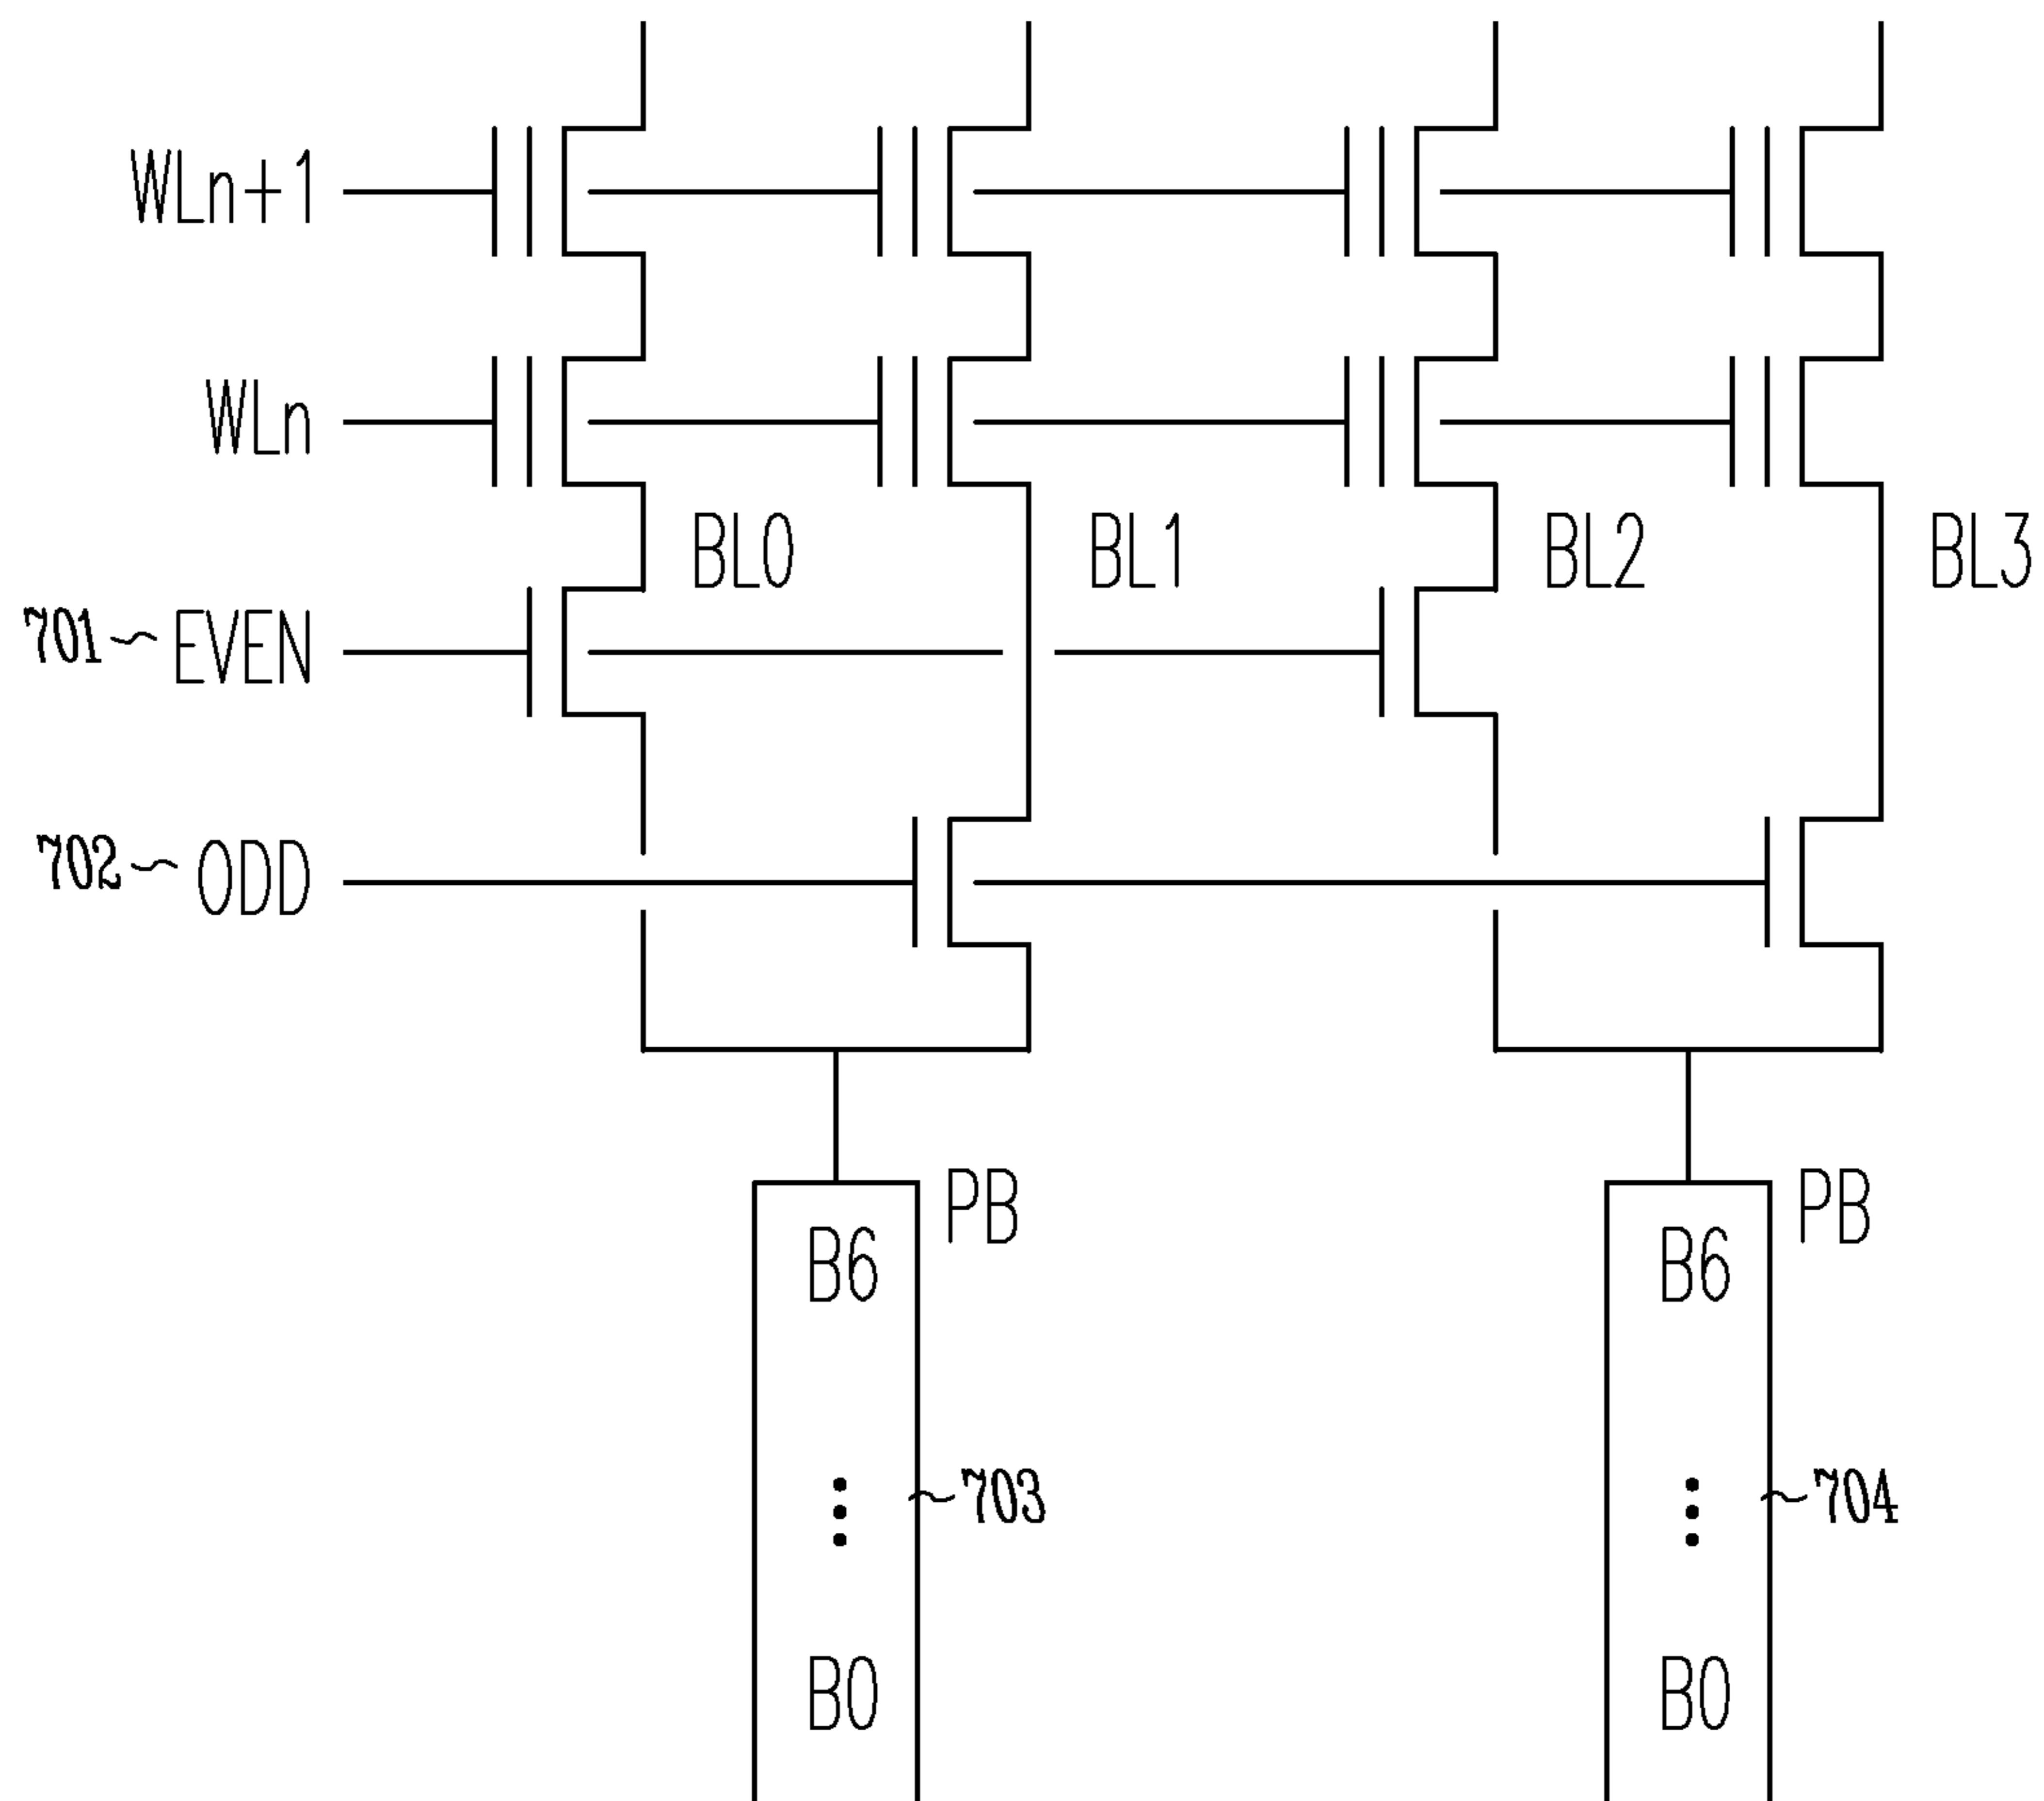 WLn+1
WLn
BL0 BL1 BL2 BL3
701 EVEN
702 ODD
PB PB
B6 B6
703 704
B0 B0